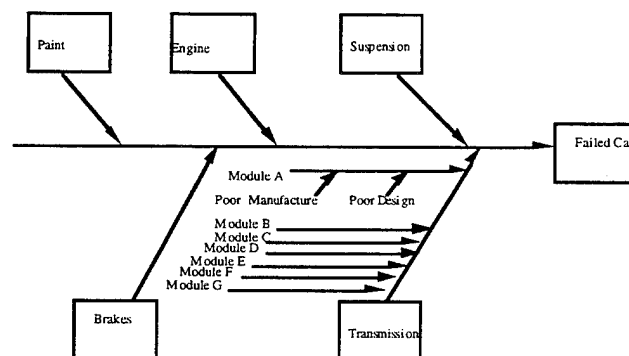 Paint
Engine
Suspension
Failed Ca
Module A
Poor Manufacture
Poor Design
Module B
Module C
Module D
Module E
Module F
Module G
Brakes
Transmission